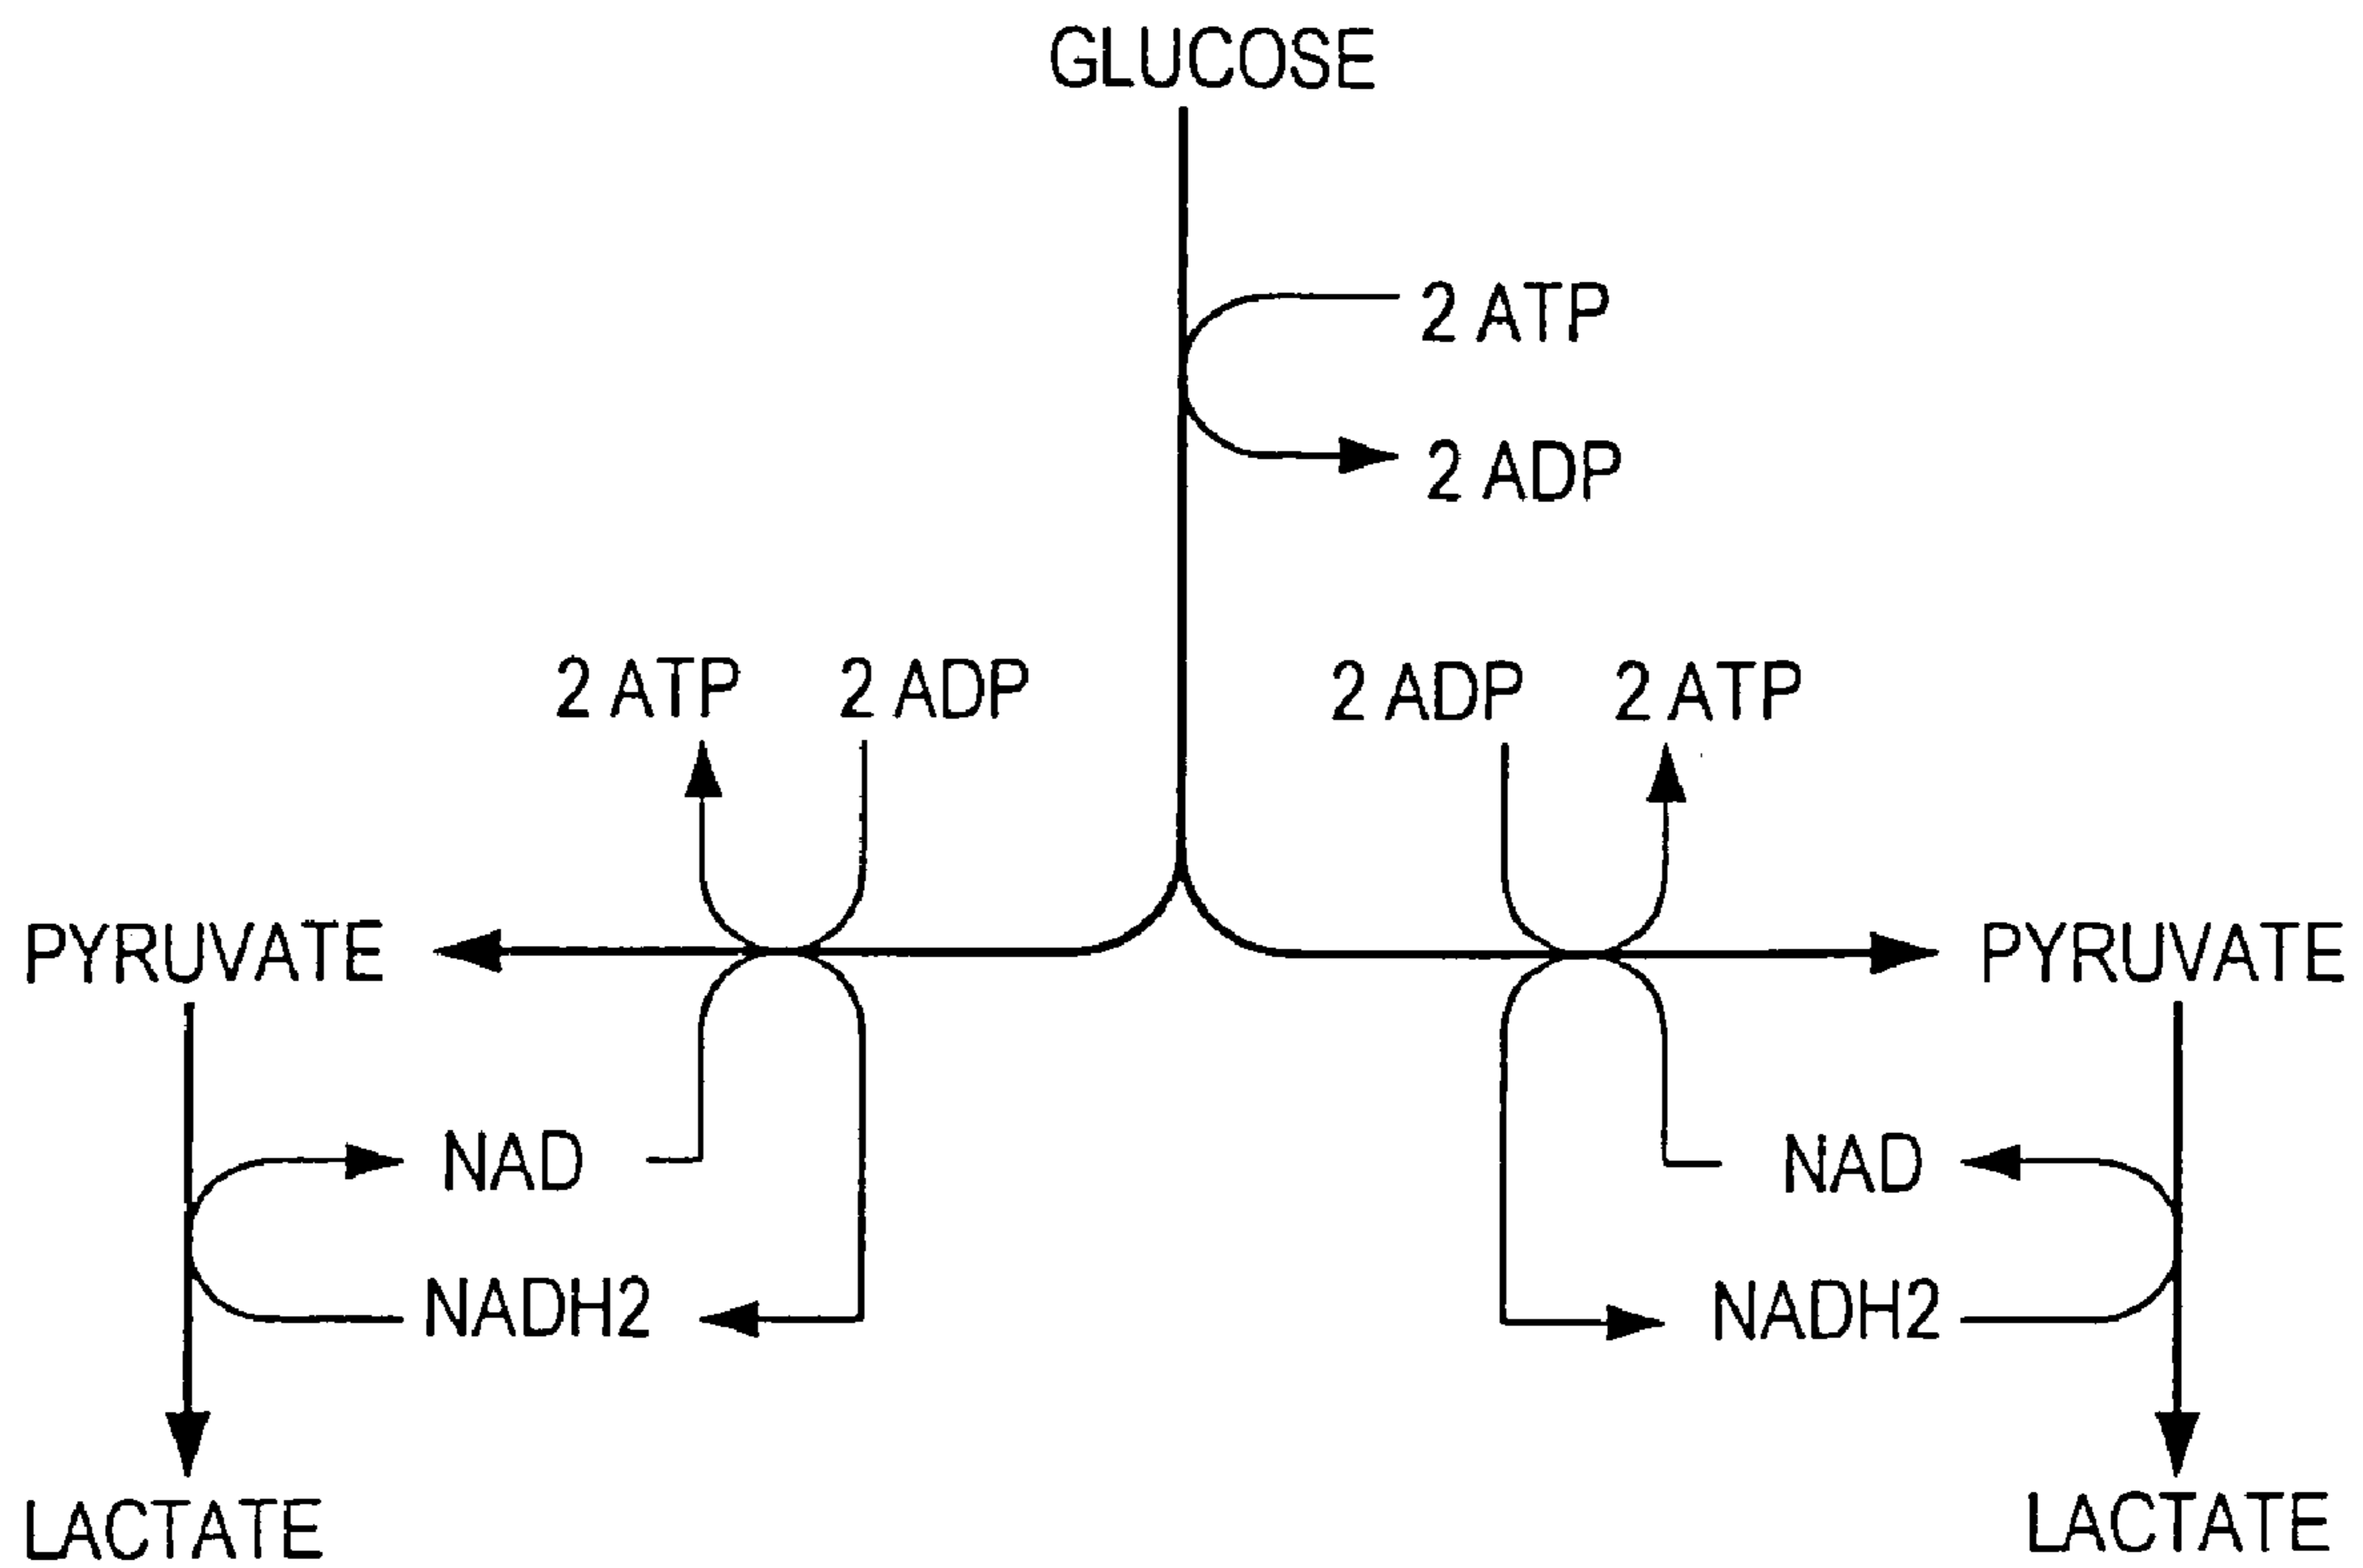 GLUCOSE
2 ATP
2 ADP
2 ATP 2 ADP 2 ADP 2 ATP
PYRUVATE PYRUVATE
NAD NAD
NADH2 NADH2
LACTATE LACTATE